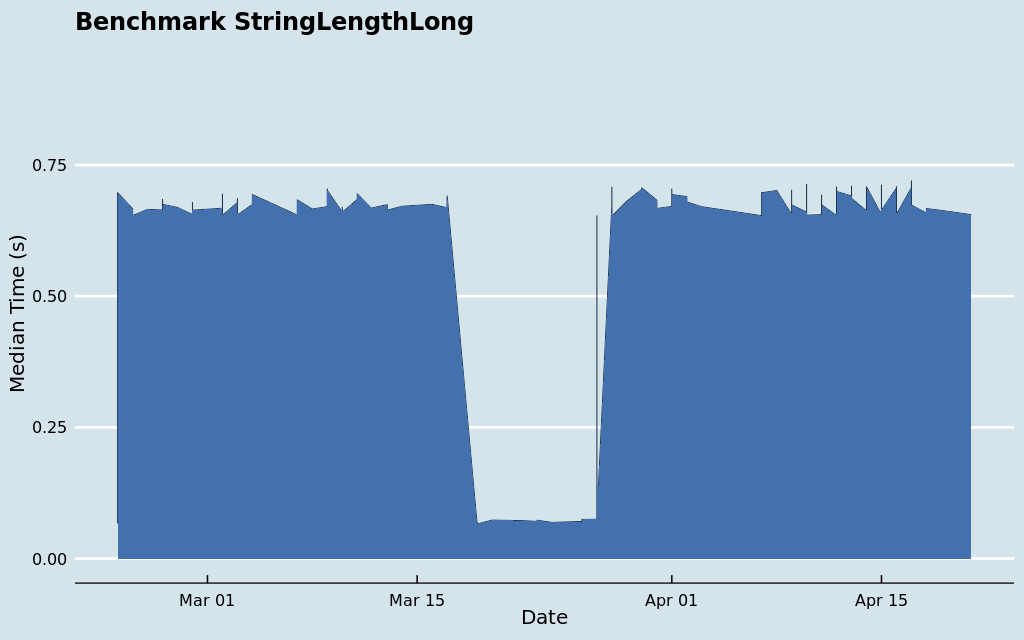 Benchmark StringLengthLong
Median Time (s)
0.75
0.50
0.25
0.00
Mar 01
Mar 15
Apr 01
Apr 15
Date